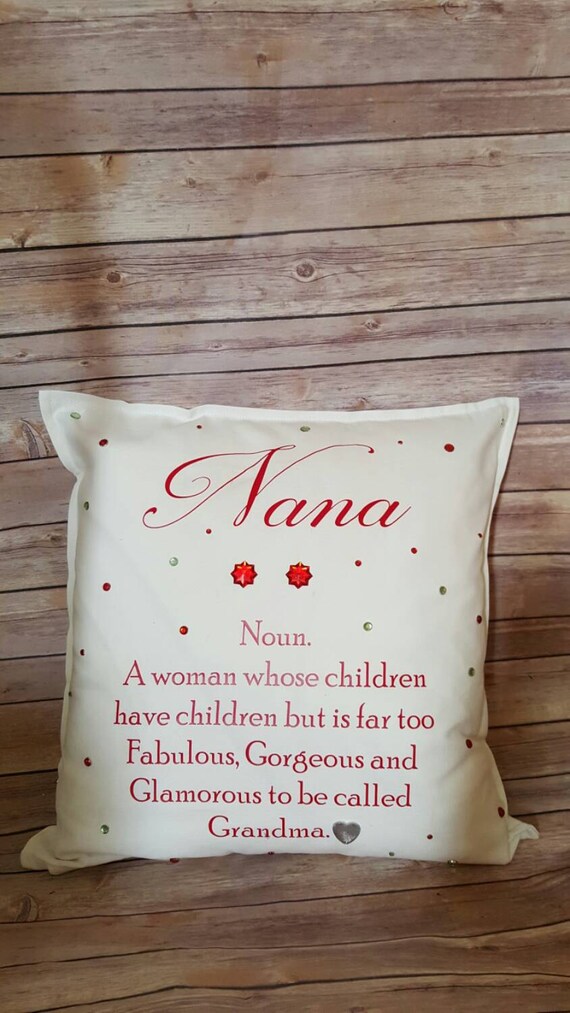 Nana
Noun.
A woman whose children
have children but is far too
Fabulous, Gorgeous and
Glamorous to be called
Grandma.